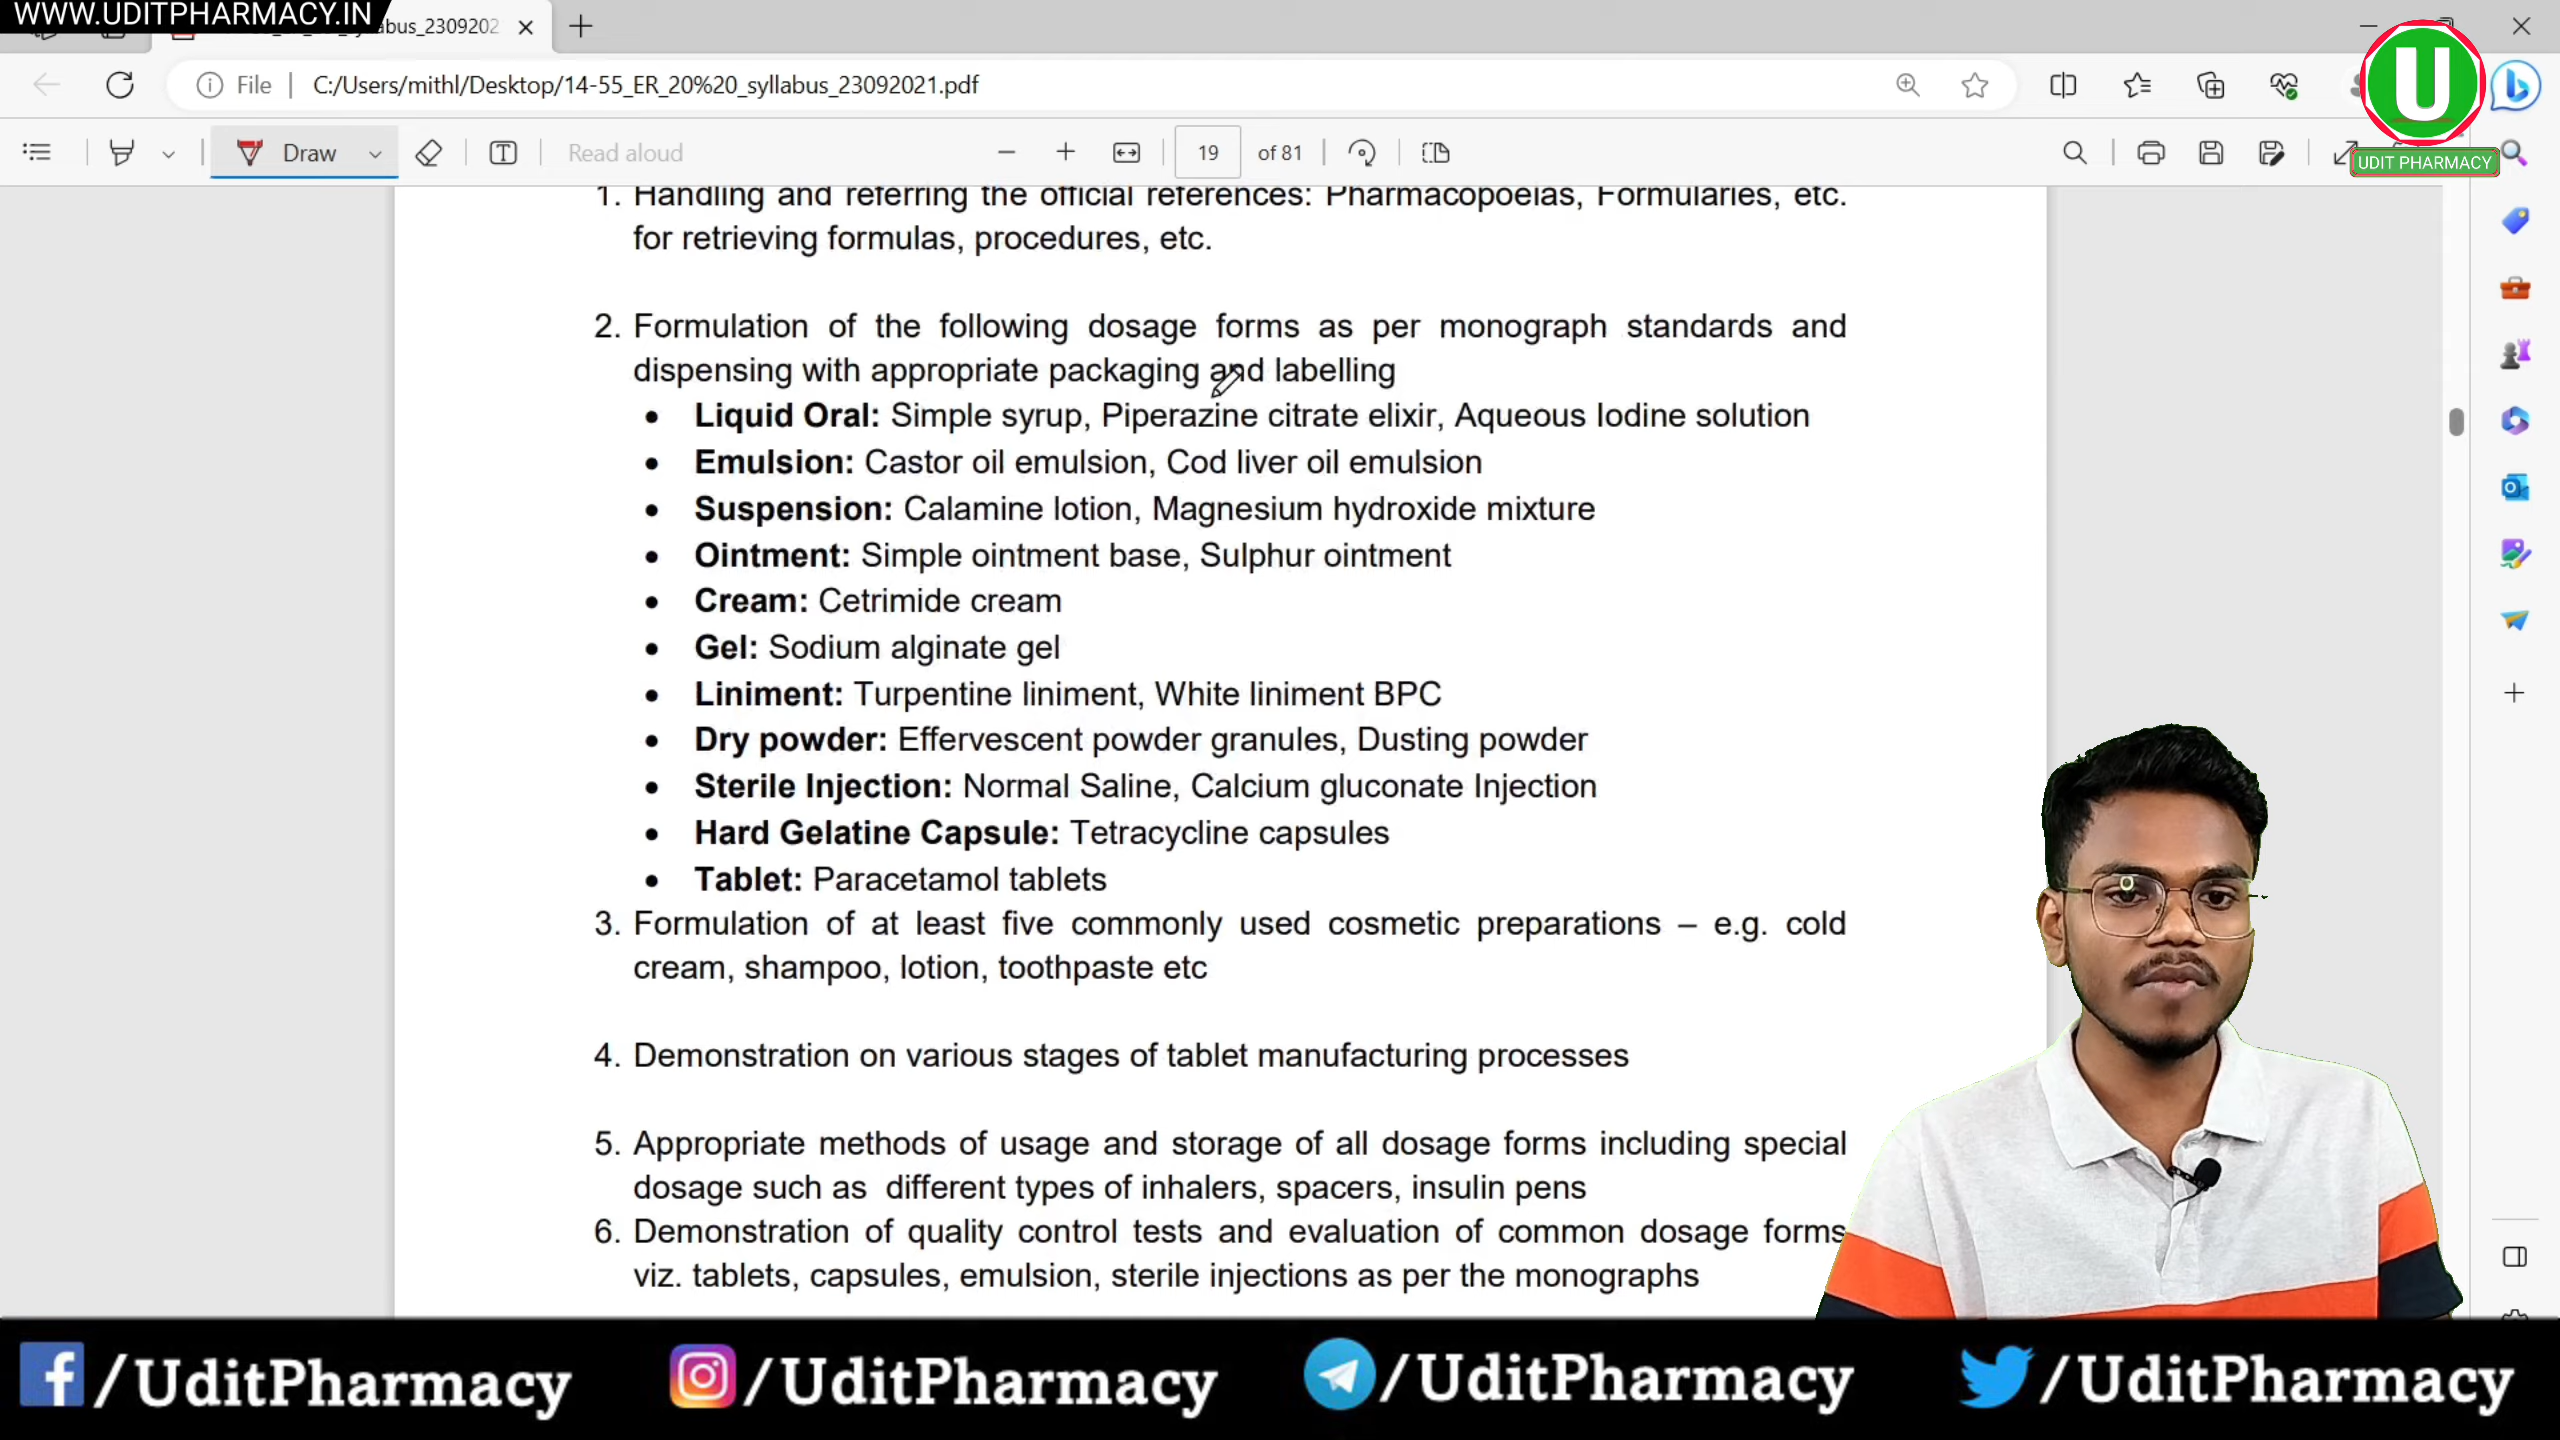 WWW.UDITPHARMACY.IN
abus_2309202
File
C:/Users/mithl/Desktop/14-55_ER_20%20_syllabus_23092021.pdf
U
UDIT PHARMACY
Draw
Read aloud
19 of 81
1. Handling and referring the official references: Pharmacopoeias, Formularies, etc.
for retrieving formulas, procedures, etc.
2. Formulation of the following dosage forms as per monograph standards and
dispensing with appropriate packaging and labelling
• Liquid Oral: Simple syrup, Piperazine citrate elixir, Aqueous Iodine solution
• Emulsion: Castor oil emulsion, Cod liver oil emulsion
• Suspension: Calamine lotion, Magnesium hydroxide mixture
• Ointment: Simple ointment base, Sulphur ointment
• Cream: Cetrimide cream
• Gel: Sodium alginate gel
• Liniment: Turpentine liniment, White liniment BPC
• Dry powder: Effervescent powder granules, Dusting powder
• Sterile Injection: Normal Saline, Calcium gluconate Injection
• Hard Gelatine Capsule: Tetracycline capsules
• Tablet: Paracetamol tablets
3. Formulation of at least five commonly used cosmetic preparations – e.g. cold
cream, shampoo, lotion, toothpaste etc
4. Demonstration on various stages of tablet manufacturing processes
5. Appropriate methods of usage and storage of all dosage forms including special
dosage such as different types of inhalers, spacers, insulin pens
6. Demonstration of quality control tests and evaluation of common dosage forms
viz. tablets, capsules, emulsion, sterile injections as per the monographs
/UditPharmacy /UditPharmacy /UditPharmacy /UditPharmacy